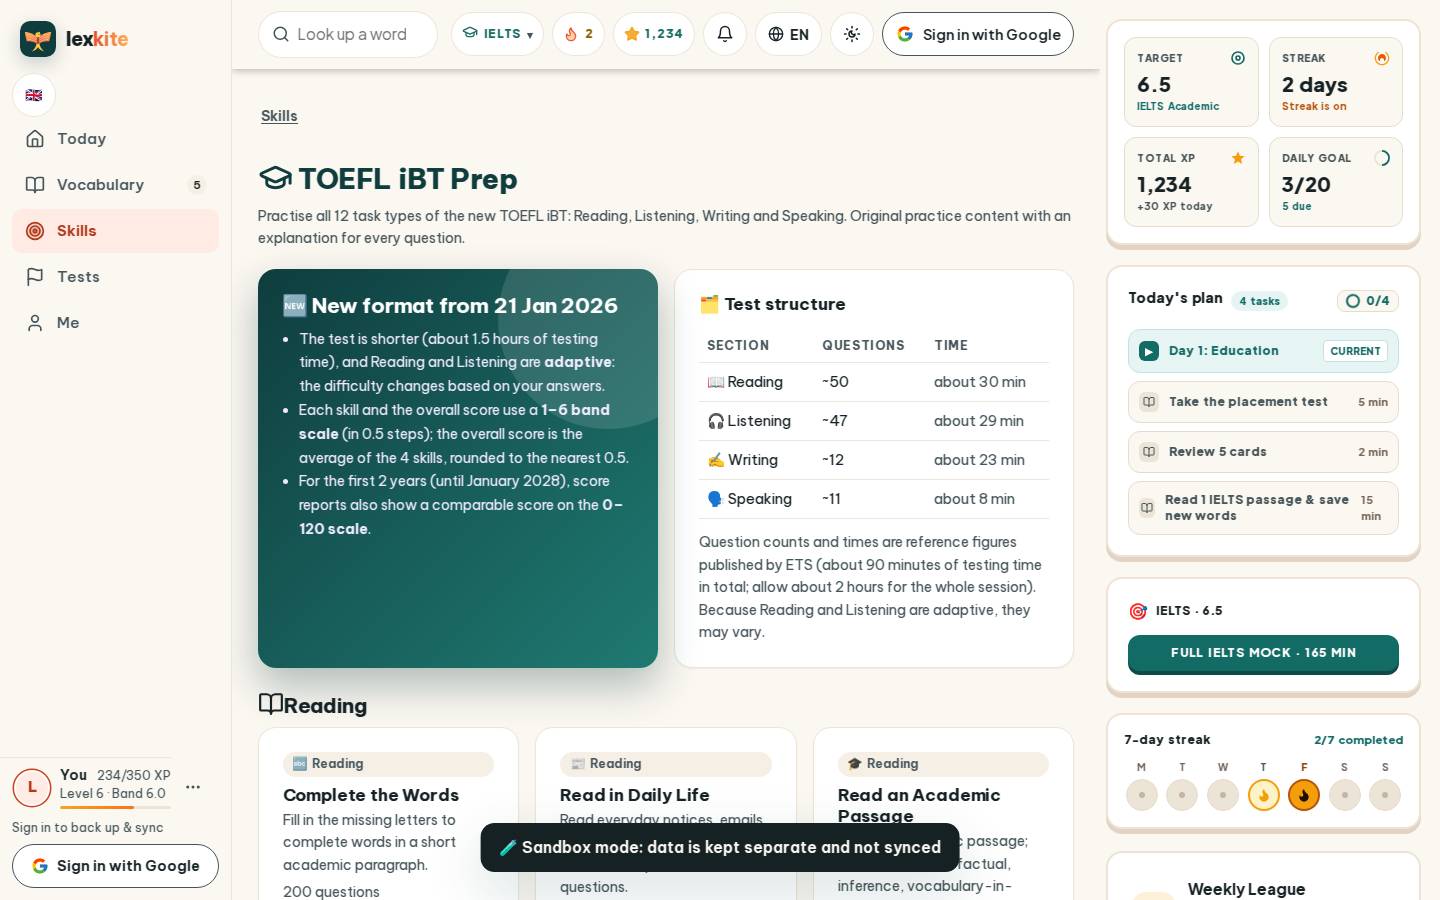 lexkite
Today
Vocabulary 5
Skills
Tests
Me
L
You 234/350 XP
Level 6 · Band 6.0
Sign in to back up & sync
Sign in with Google
Look up a word
IELTS ▾
2
1,234
EN
Sign in with Google
Skills
TOEFL iBT Prep
Practise all 12 task types of the new TOEFL iBT: Reading, Listening, Writing and Speaking. Original practice content with an
explanation for every question.
🆕 New format from 21 Jan 2026
• The test is shorter (about 1.5 hours of testing
time), and Reading and Listening are adaptive:
the difficulty changes based on your answers.
• Each skill and the overall score use a 1–6 band
scale (in 0.5 steps); the overall score is the
average of the 4 skills, rounded to the nearest 0.5.
• For the first 2 years (until January 2028), score
reports also show a comparable score on the 0–
120 scale.
🗂️ Test structure
SECTION QUESTIONS TIME
📖 Reading ~50 about 30 min
🎧 Listening ~47 about 29 min
✍️ Writing ~12 about 23 min
🗣️ Speaking ~11 about 8 min
Question counts and times are reference figures
published by ETS (about 90 minutes of testing time
in total; allow about 2 hours for the whole session).
Because Reading and Listening are adaptive, they
may vary.
Reading
🔤 Reading
Complete the Words
Fill in the missing letters to
complete words in a short
academic paragraph.
200 questions
📰 Reading
Read in Daily Life
Read everyday notices, emails
questions.
🎓 Reading
Read an Academic
Passage
passage;
factual,
inference, vocabulary-in-
🧪 Sandbox mode: data is kept separate and not synced
TARGET
6.5
IELTS Academic
STREAK
2 days
Streak is on
TOTAL XP
1,234
+30 XP today
DAILY GOAL
3/20
5 due
Today's plan 4 tasks 0/4
Day 1: Education CURRENT
Take the placement test 5 min
Review 5 cards 2 min
Read 1 IELTS passage & save 15
new words min
🎯 IELTS · 6.5
FULL IELTS MOCK · 165 MIN
7-day streak 2/7 completed
M T W T F S S
Weekly League